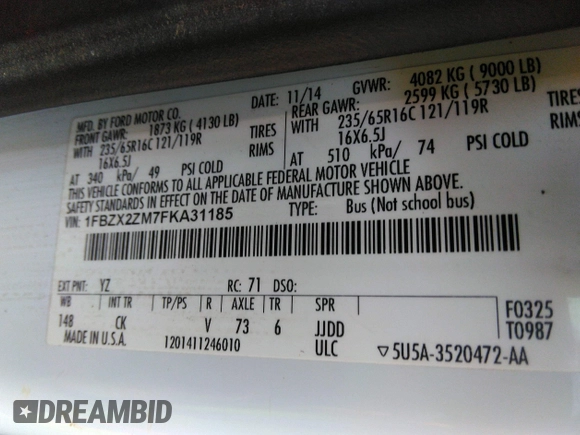 MFD. BY FORD MOTOR CO.
DATE: 11/14
GVWR: 4082 KG ( 9000 LB)
FRONT GAWR: 1873 KG ( 4130 LB)
REAR GAWR: 2599 KG ( 5730 LB)
WITH 235/65R16C 121/119R TIRES
WITH 235/65R16C 121/119R TIRES
16X6.5J RIMS
16X6.5J RIMS
AT 340 kPa/ 49 PSI COLD
AT 510 kPa/ 74 PSI COLD
THIS VEHICLE CONFORMS TO ALL APPLICABLE FEDERAL MOTOR VEHICLE
SAFETY STANDARDS IN EFFECT ON THE DATE OF MANUFACTURE SHOWN ABOVE.
VIN: 1FBZX2ZM7FKA31185
TYPE: Bus (Not school bus)
EXT PNT: YZ RC: 71 DSO:
WB INT TR TP/PS R AXLE TR SPR
148 CK V 73 6 JJDD
F0325
T0987
MADE IN U.S.A. 1201411246010 ULC
▽5U5A-3520472-AA
DREAMBID